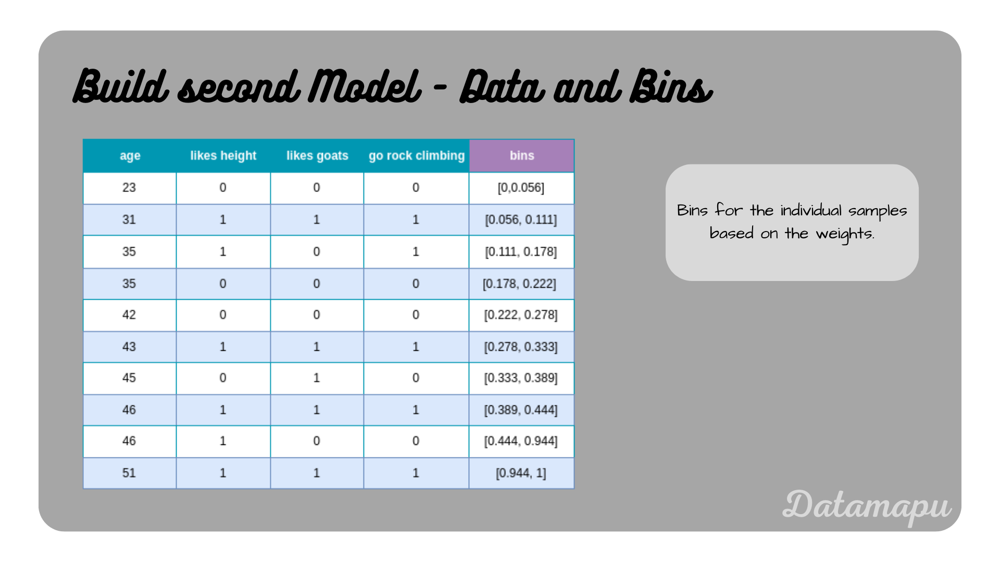 Build second Model - Data and Bins
age likes height likes goats go rock climbing bins
23 0 0 0 [0,0.056]
31 1 1 1 [0.056, 0.111]
35 1 0 1 [0.111, 0.178]
35 0 0 0 [0.178, 0.222]
42 0 0 0 [0.222, 0.278]
43 1 1 1 [0.278, 0.333]
45 0 1 0 [0.333, 0.389]
46 1 1 1 [0.389, 0.444]
46 1 0 0 [0.444, 0.944]
51 1 1 1 [0.944, 1]
Bins for the individual samples
based on the weights.
Datamapu